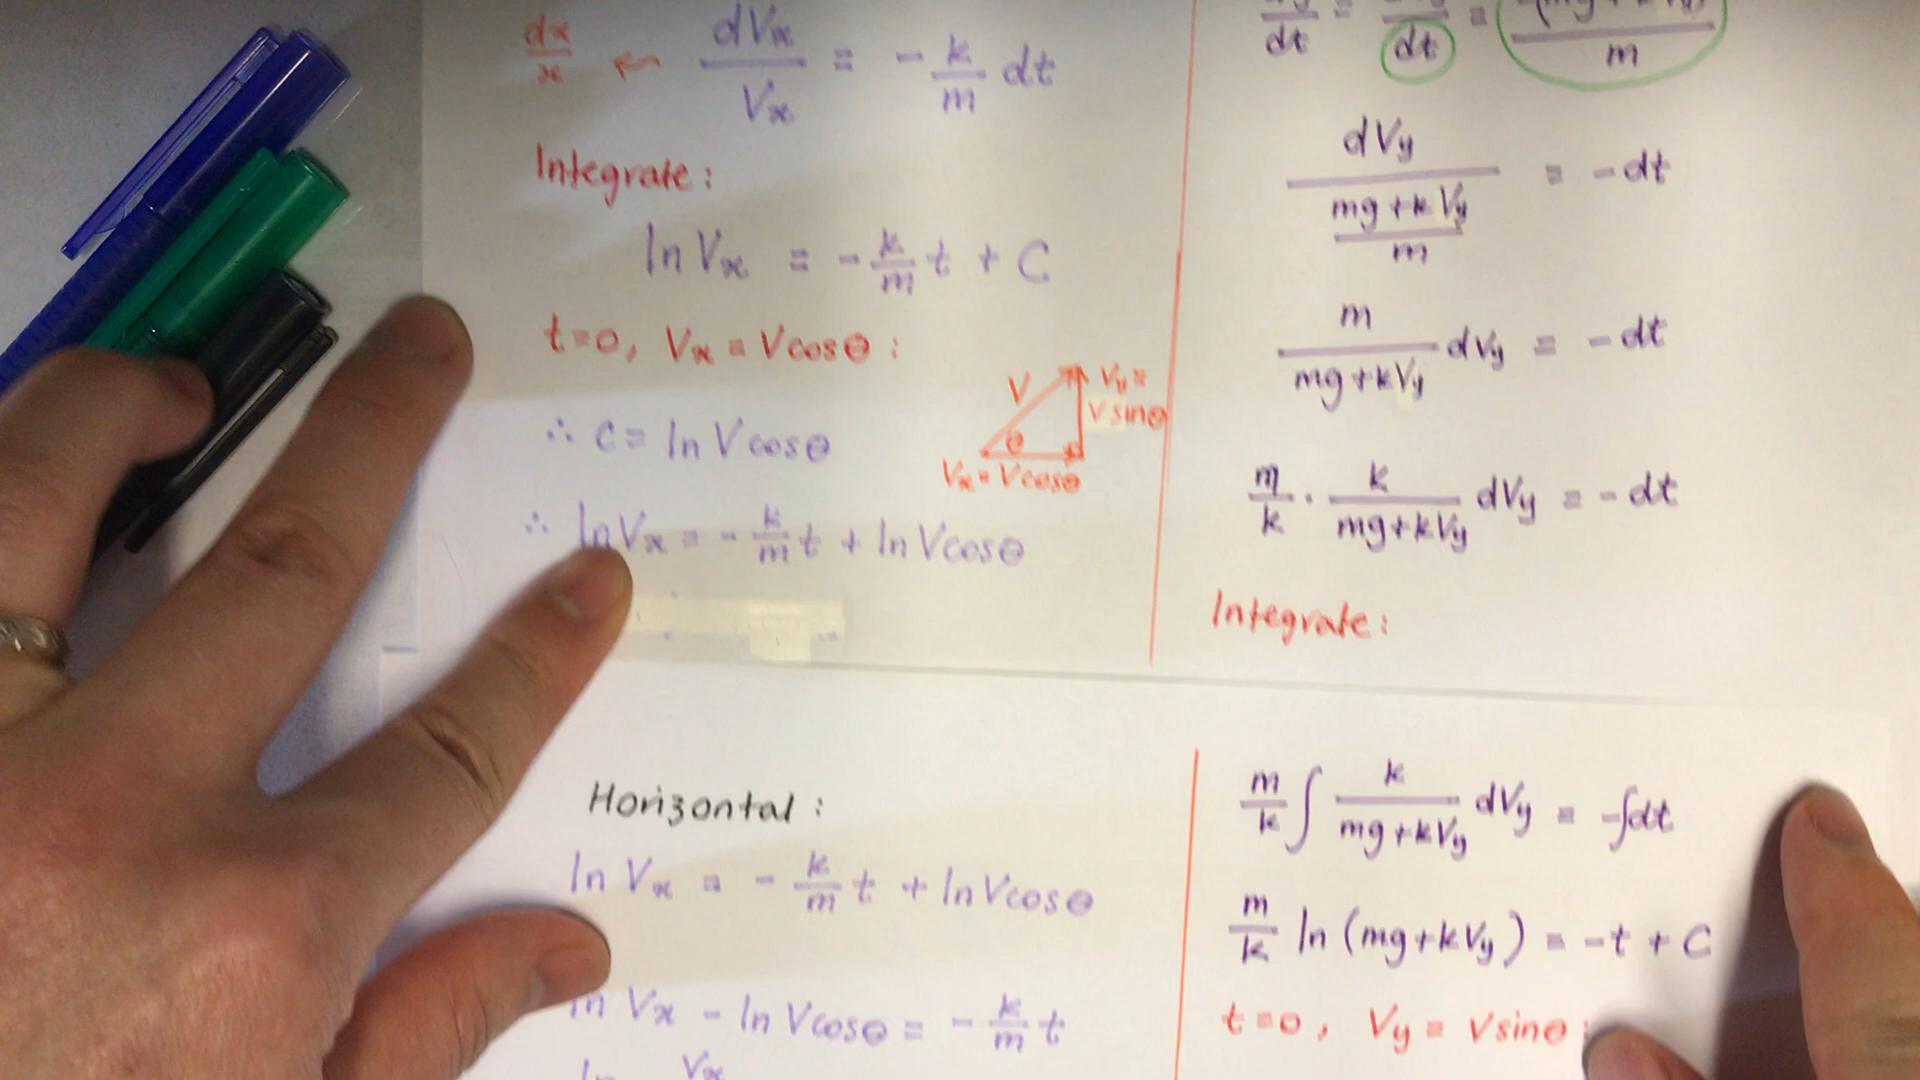 dx/x ← dVx/Vx = - k/m dt
Integrate:
ln Vx = - k/m t + C
t=0, Vx = Vcosθ :
∴ C = ln Vcosθ
V
Vy =
Vsinθ
θ
Vx = Vcosθ
∴ ln Vx = - k/m t + ln Vcosθ
Horizontal :
ln Vx = - k/m t + ln Vcosθ
ln Vx - ln Vcosθ = - k/m t
ln Vx
dt = dt = m
dVy / ((mg+kVy)/m) = -dt
m/(mg+kVy) dVy = -dt
m/k . k/(mg+kVy) dVy = -dt
Integrate:
m/k ∫ k/(mg+kVy) dVy = -∫dt
m/k ln (mg+kVy) = -t + C
t=0, Vy = Vsinθ :